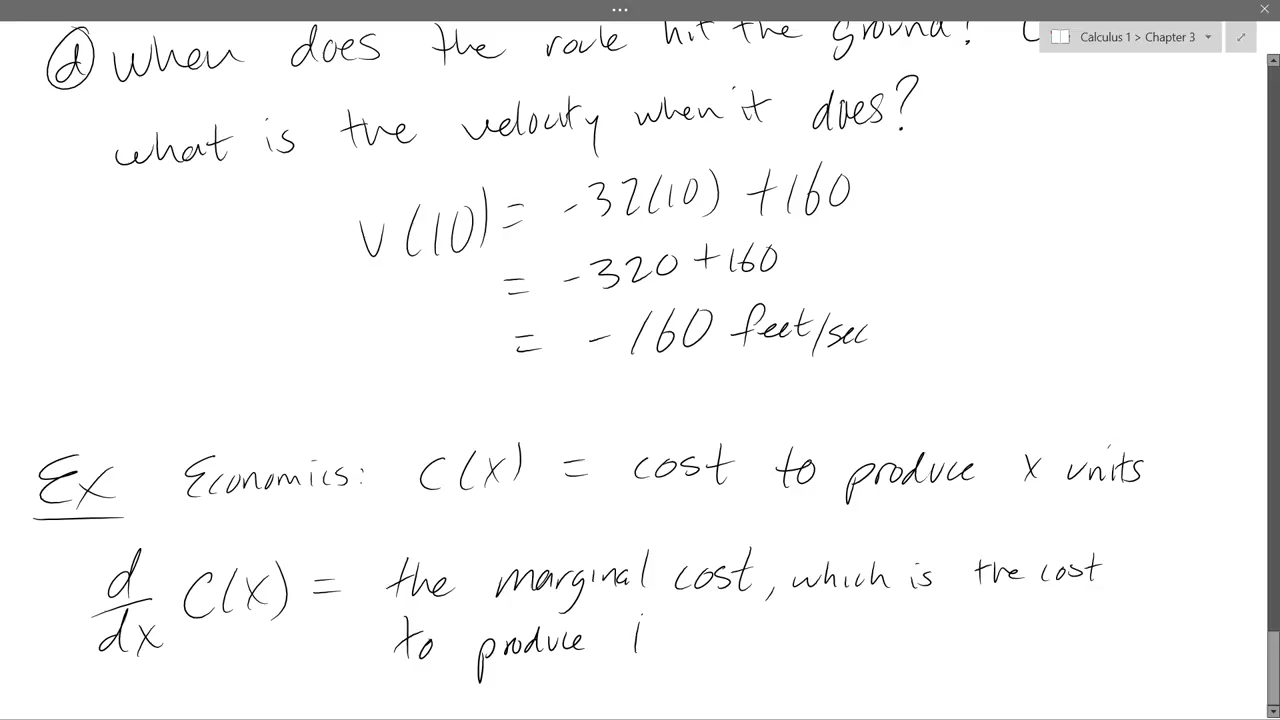 Calculus 1 > Chapter 3
d when does the rock hit the ground?
what is the velocity when it does?
v(10) = -32(10) + 160
= -320 + 160
= -160 feet/sec
Ex Economics: C(x) = cost to produce x units
d/dx C(x) = the marginal cost, which is the cost
to produce